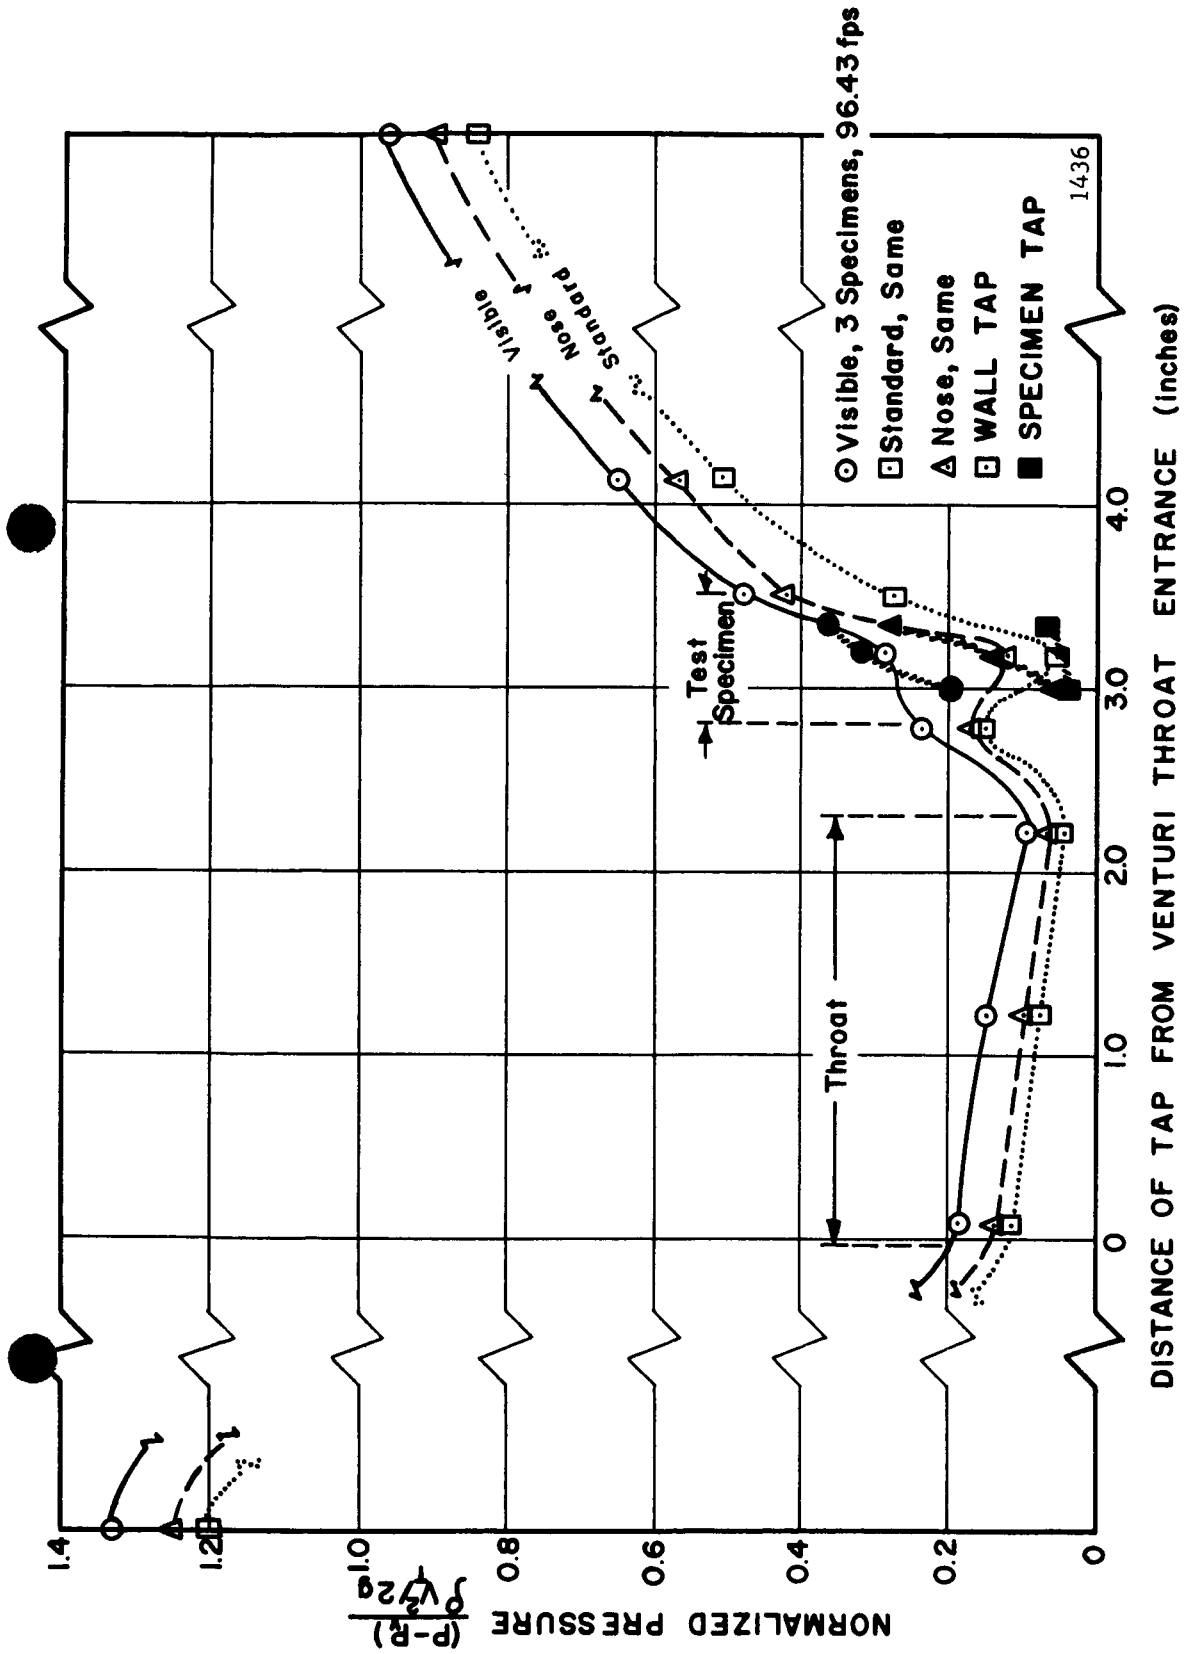 NORMALIZED PRESSURE (P-Pv) / ρV_T²/2g
1.4
1.2
1.0
0.8
0.6
0.4
0.2
0
Visible
Nose
Standard
Test
Specimen
Throat
⊙ Visible, 3 Specimens, 96.43 fps
⊡ Standard, Same
△ Nose, Same
⊡ WALL TAP
■ SPECIMEN TAP
1436
0 1.0 2.0 3.0 4.0
DISTANCE OF TAP FROM VENTURI THROAT ENTRANCE (inches)